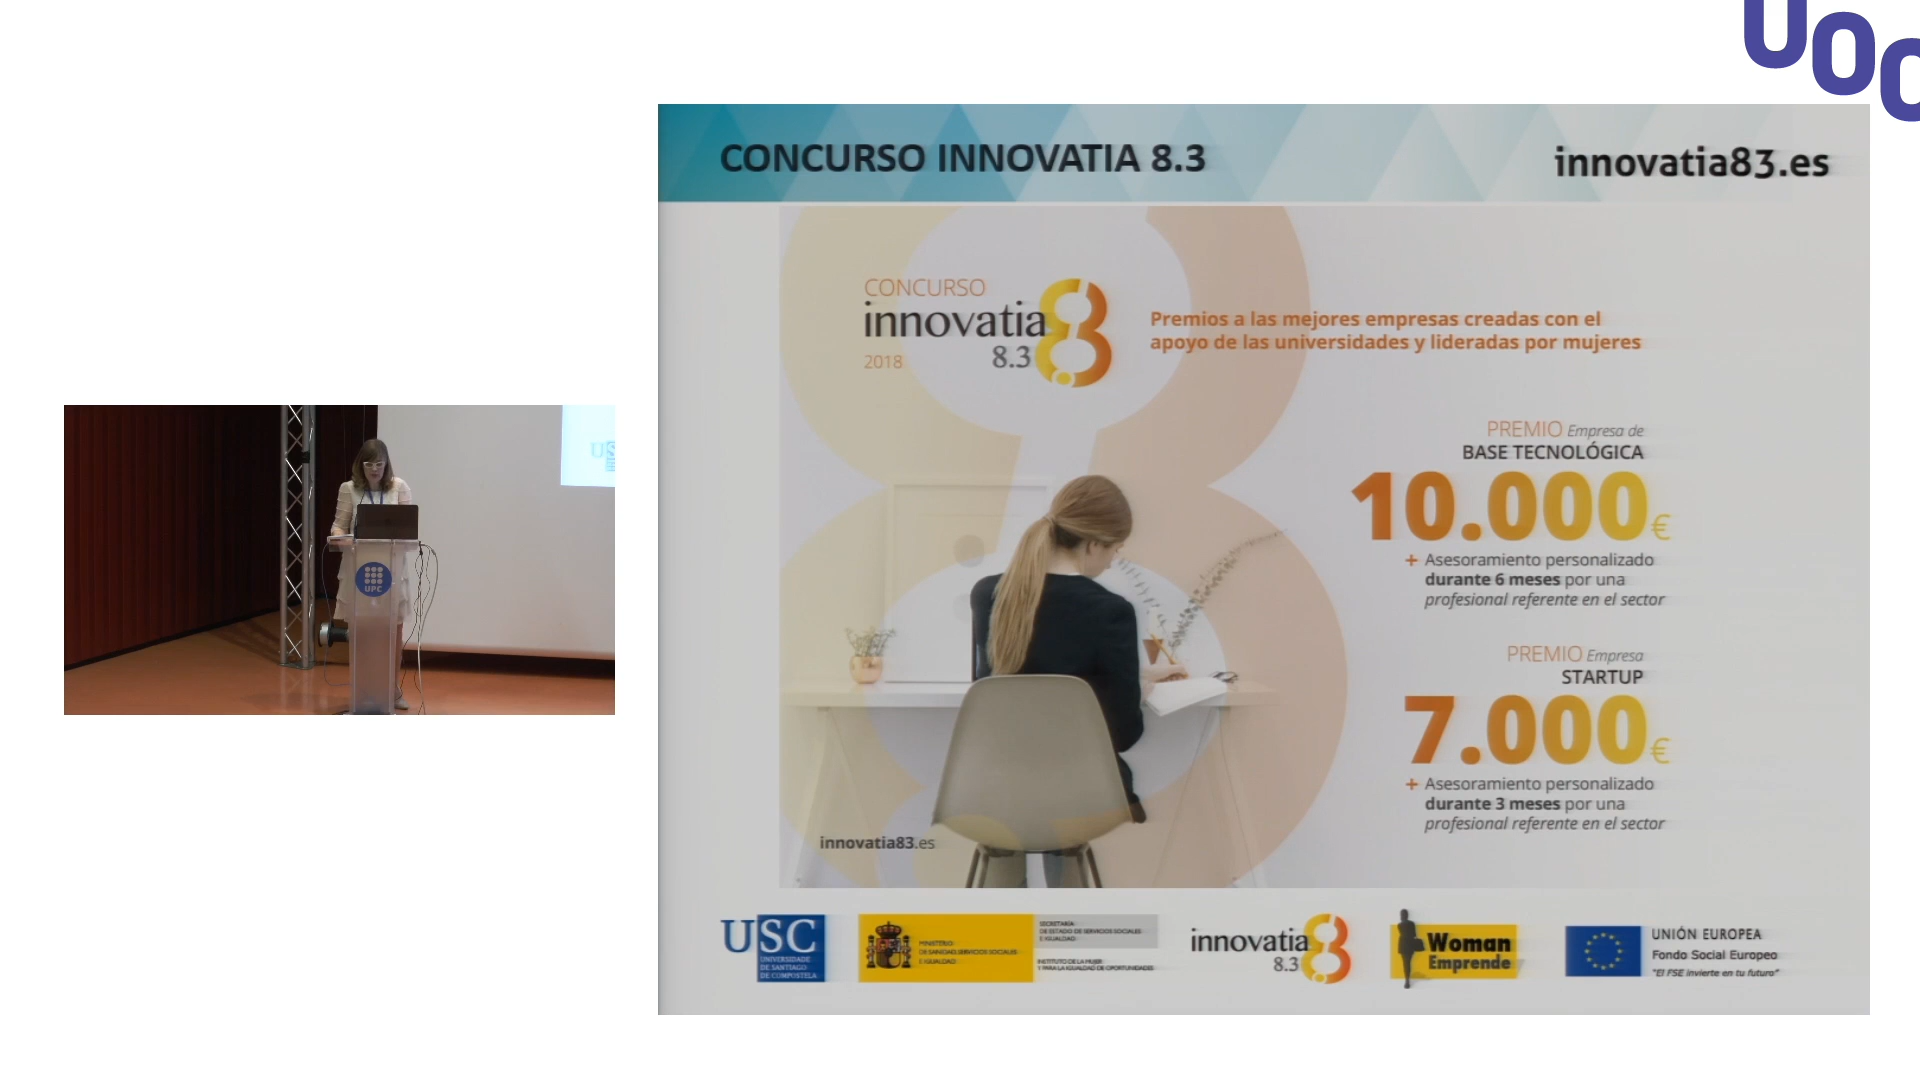 UOC
CONCURSO INNOVATIA 8.3
innovatia83.es
CONCURSO
innovatia
8.3
2018
Premios a las mejores empresas creadas con el
apoyo de las universidades y lideradas por mujeres
PREMIO Empresa de
BASE TECNOLÓGICA
10.000€
+ Asesoramiento personalizado
durante 6 meses por una
profesional referente en el sector
PREMIO Empresa
STARTUP
7.000€
+ Asesoramiento personalizado
durante 3 meses por una
profesional referente en el sector
innovatia83.es
UPC
USC
UNIVERSIDADE
DE SANTIAGO
DE COMPOSTELA
MINISTERIO
DE SANIDAD, SERVICIOS SOCIALES
E IGUALDAD
SECRETARÍA
DE ESTADO DE SERVICIOS SOCIALES
E IGUALDAD
INSTITUTO DE LA MUJER
Y PARA LA IGUALDAD DE OPORTUNIDADES
innovatia
8.3
Woman
Emprende
UNIÓN EUROPEA
Fondo Social Europeo
"El FSE invierte en tu futuro"